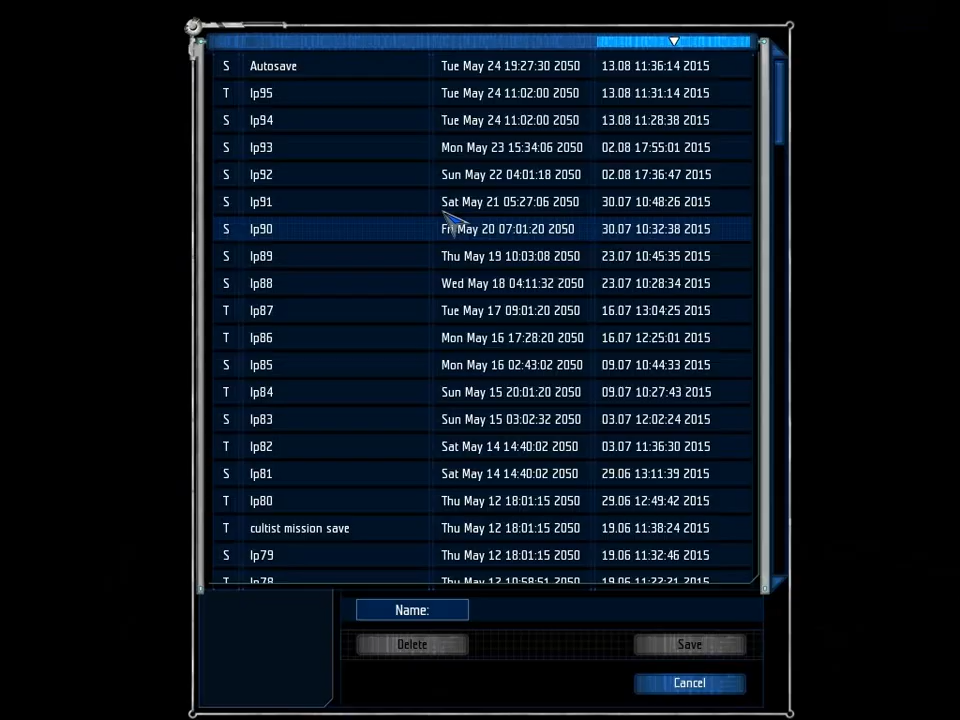 S Autosave Tue May 24 19:27:30 2050 13.08 11:36:14 2015
T lp95 Tue May 24 11:02:00 2050 13.08 11:31:14 2015
S lp94 Tue May 24 11:02:00 2050 13.08 11:28:38 2015
S lp93 Mon May 23 15:34:06 2050 02.08 17:55:01 2015
S lp92 Sun May 22 04:01:18 2050 02.08 17:36:47 2015
S lp91 Sat May 21 05:27:06 2050 30.07 10:48:26 2015
S lp90 Fri May 20 07:01:20 2050 30.07 10:32:38 2015
S lp89 Thu May 19 10:03:08 2050 23.07 10:45:35 2015
S lp88 Wed May 18 04:11:32 2050 23.07 10:28:34 2015
T lp87 Tue May 17 09:01:20 2050 16.07 13:04:25 2015
T lp86 Mon May 16 17:28:20 2050 16.07 12:25:01 2015
S lp85 Mon May 16 02:43:02 2050 09.07 10:44:33 2015
T lp84 Sun May 15 20:01:20 2050 09.07 10:27:43 2015
S lp83 Sun May 15 03:02:32 2050 03.07 12:02:24 2015
T lp82 Sat May 14 14:40:02 2050 03.07 11:36:30 2015
S lp81 Sat May 14 14:40:02 2050 29.06 13:11:39 2015
S lp80 Thu May 12 18:01:15 2050 29.06 12:49:42 2015
T cultist mission save Thu May 12 18:01:15 2050 19.06 11:38:24 2015
S lp79 Thu May 12 18:01:15 2050 19.06 11:32:46 2015
T lp78 Thu May 12 10:58:51 2050 19.06 11:22:21 2015
Name:
Delete Save
Cancel